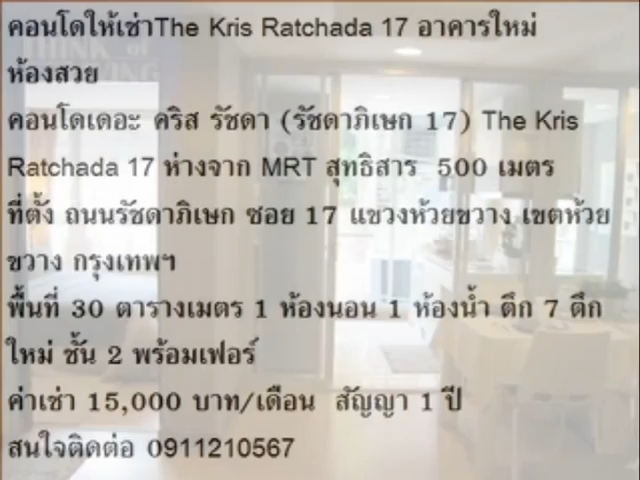 คอนโดให้เช่าThe Kris Ratchada 17 อาคารใหม่
ห้องสวย
คอนโดเดอะ คริส รัชดา (รัชดาภิเษก 17) The Kris
Ratchada 17 ห่างจาก MRT สุทธิสาร 500 เมตร
ที่ตั้ง ถนนรัชดาภิเษก ซอย 17 แขวงห้วยขวาง เขตห้วย
ขวาง กรุงเทพฯ
พื้นที่ 30 ตารางเมตร 1 ห้องนอน 1 ห้องน้ำ ตึก 7 ตึก
ใหม่ ชั้น 2 พร้อมเฟอร์
ค่าเช่า 15,000 บาท/เดือน สัญญา 1 ปี
สนใจติดต่อ 0911210567
THINK of
LIVING